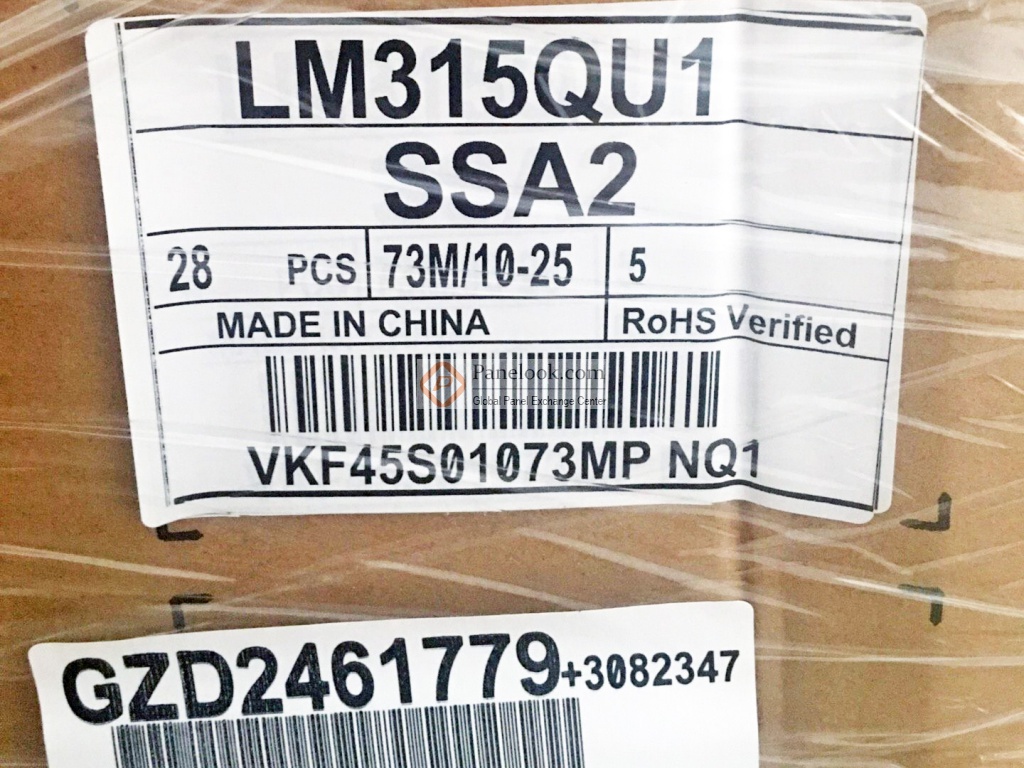 LM315QU1
SSA2
28 PCS 73M/10-25 5
MADE IN CHINA RoHS Verified
Panelook.com
Global Panel Exchange Center
VKF45S01073MP NQ1
GZD2461779+3082347